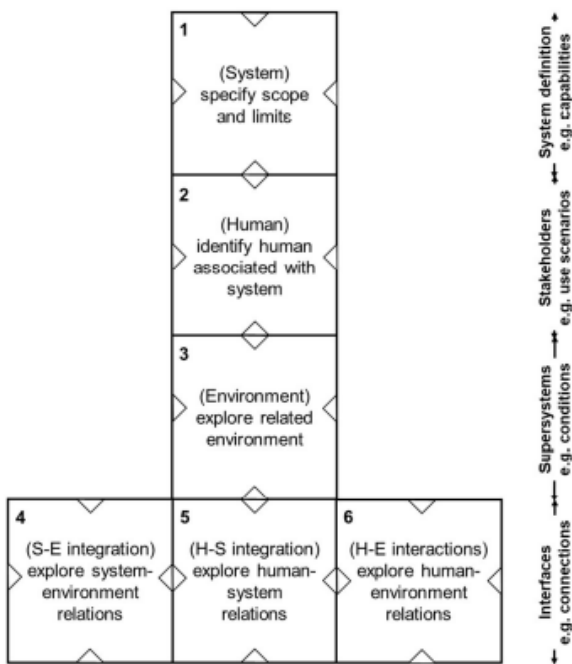 1
(System)
specify scope
and limits
2
(Human)
identify human
associated with
system
3
(Environment)
explore related
environment
4
(S-E integration)
explore system-
environment
relations
5
(H-S integration)
explore human-
system
relations
6
(H-E interactions)
explore human-
environment
relations
System definition
e.g. capabilities
Stakeholders
e.g. use scenarios
Supersystems
e.g. conditions
Interfaces
e.g. connections